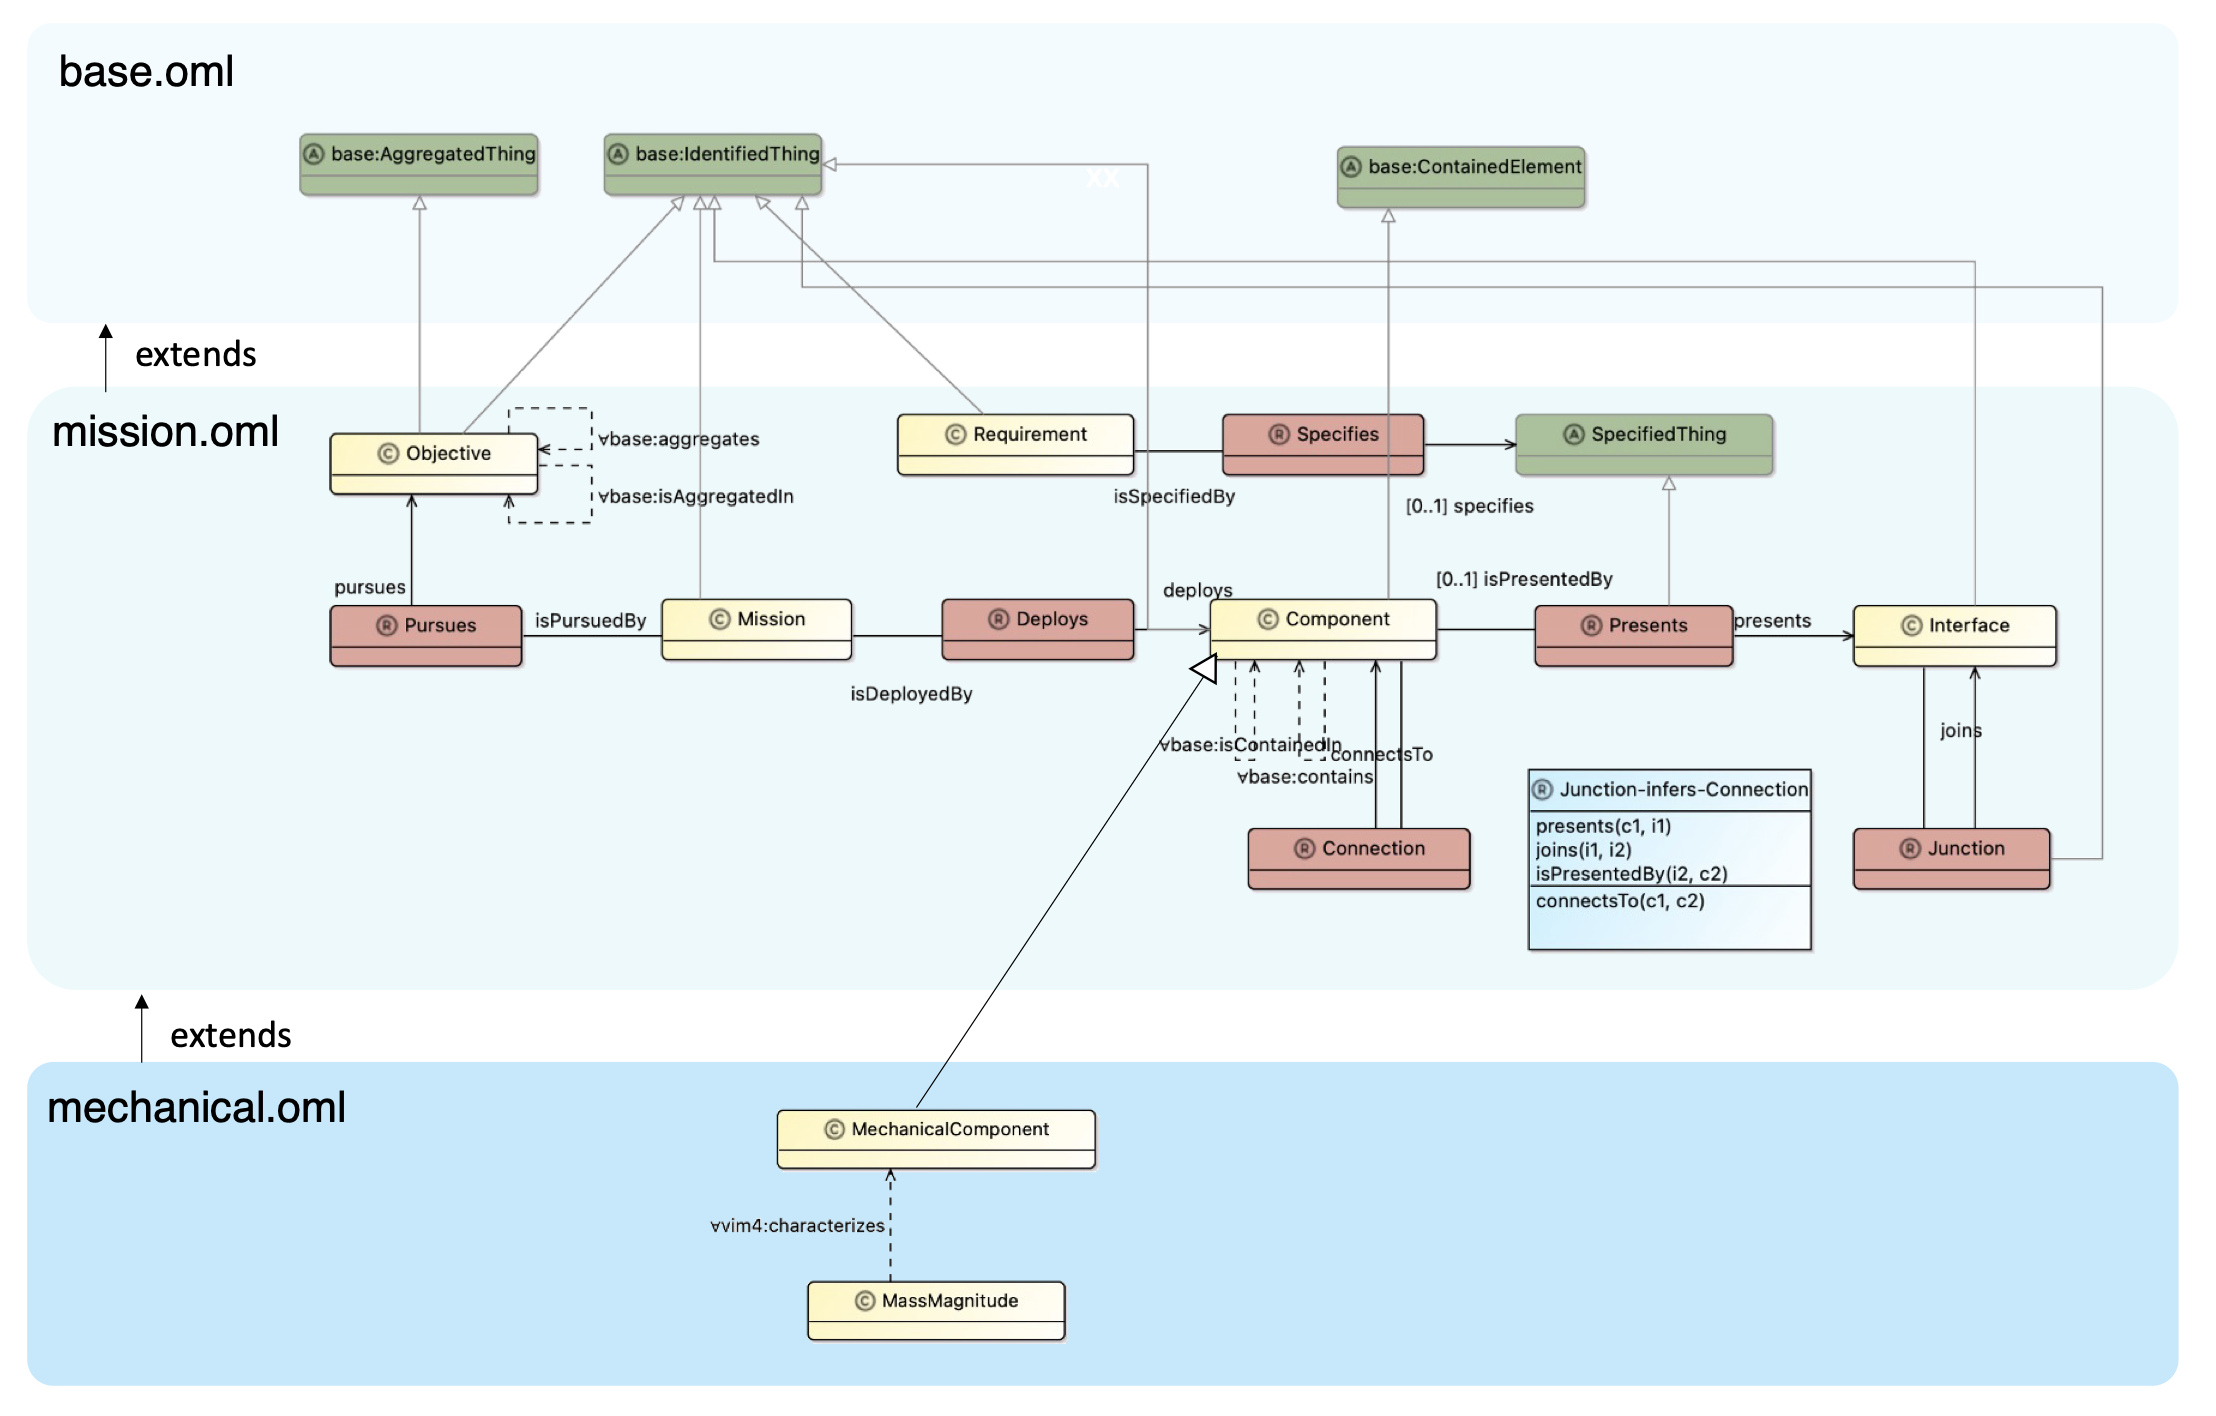 base.oml
A base:AggregatedThing
A base:IdentifiedThing
xx
A base:ContainedElement
extends
mission.oml
C Objective
∀base:aggregates
∀base:isAggregatedIn
C Requirement
R Specifies
A SpecifiedThing
isSpecifiedBy
[0..1] specifies
pursues
R Pursues
isPursuedBy
C Mission
isDeployedBy
R Deploys
deploys
C Component
[0..1] isPresentedBy
R Presents
presents
C Interface
∀base:isContainedIn
∀base:contains
connectsTo
joins
R Connection
R Junction-infers-Connection
presents(c1, i1)
joins(i1, i2)
isPresentedBy(i2, c2)
connectsTo(c1, c2)
R Junction
extends
mechanical.oml
C MechanicalComponent
∀vim4:characterizes
C MassMagnitude